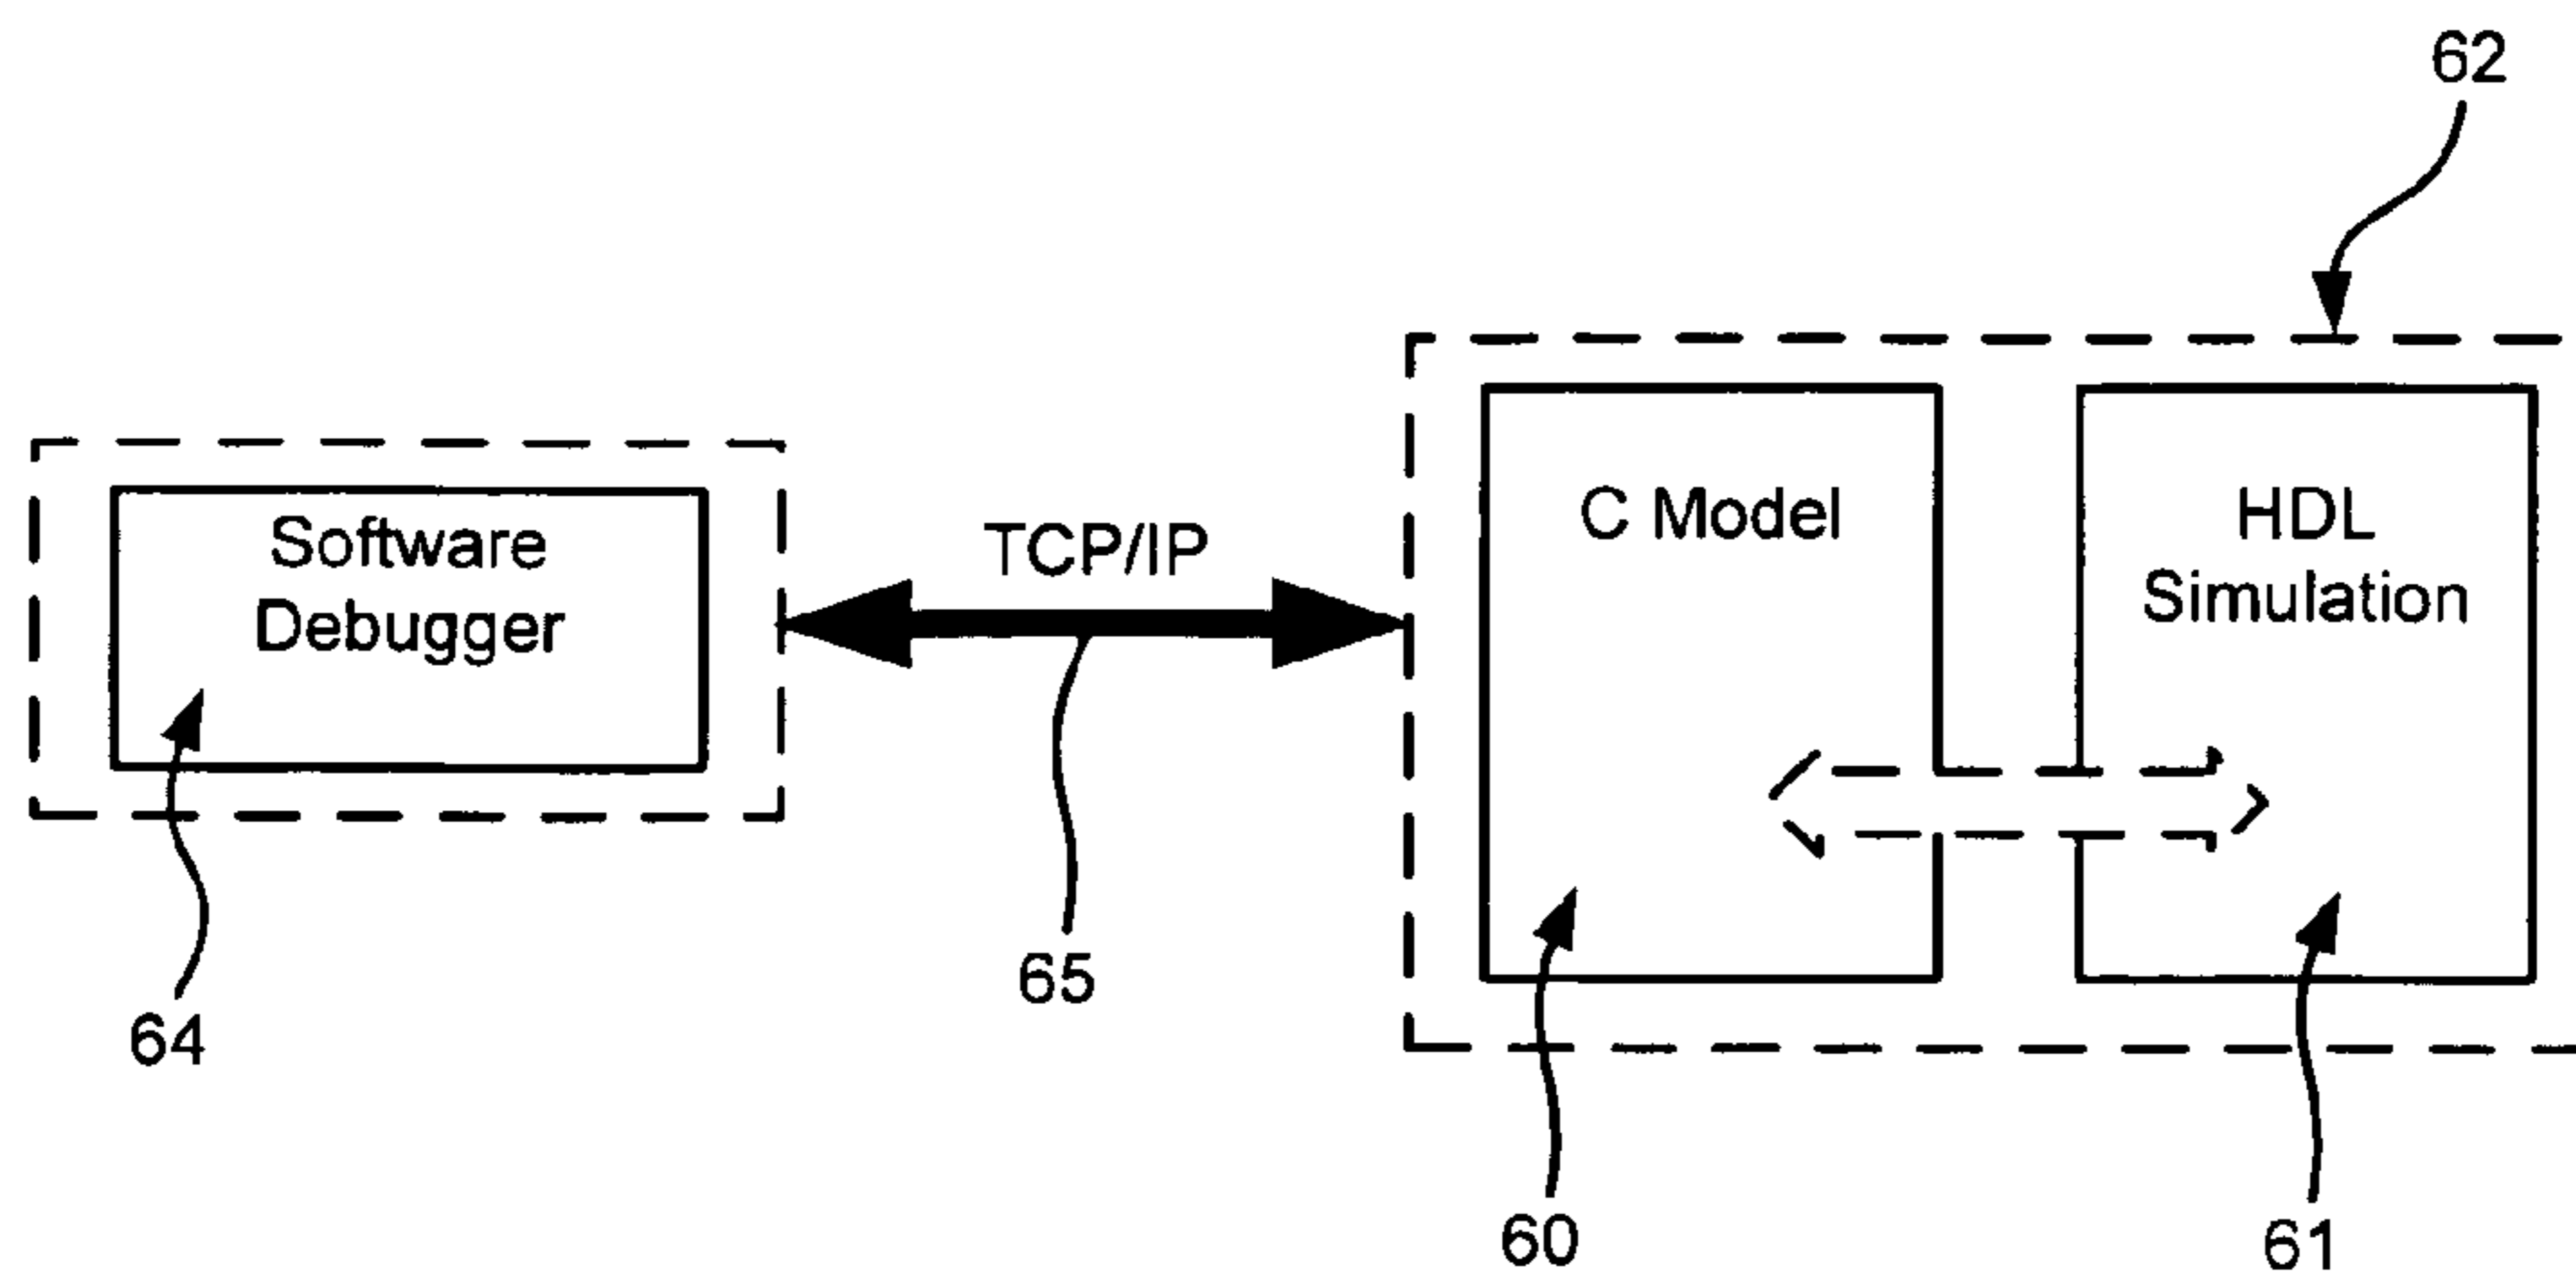 62
Software
Debugger
TCP/IP
C Model
HDL
Simulation
64
65
60
61